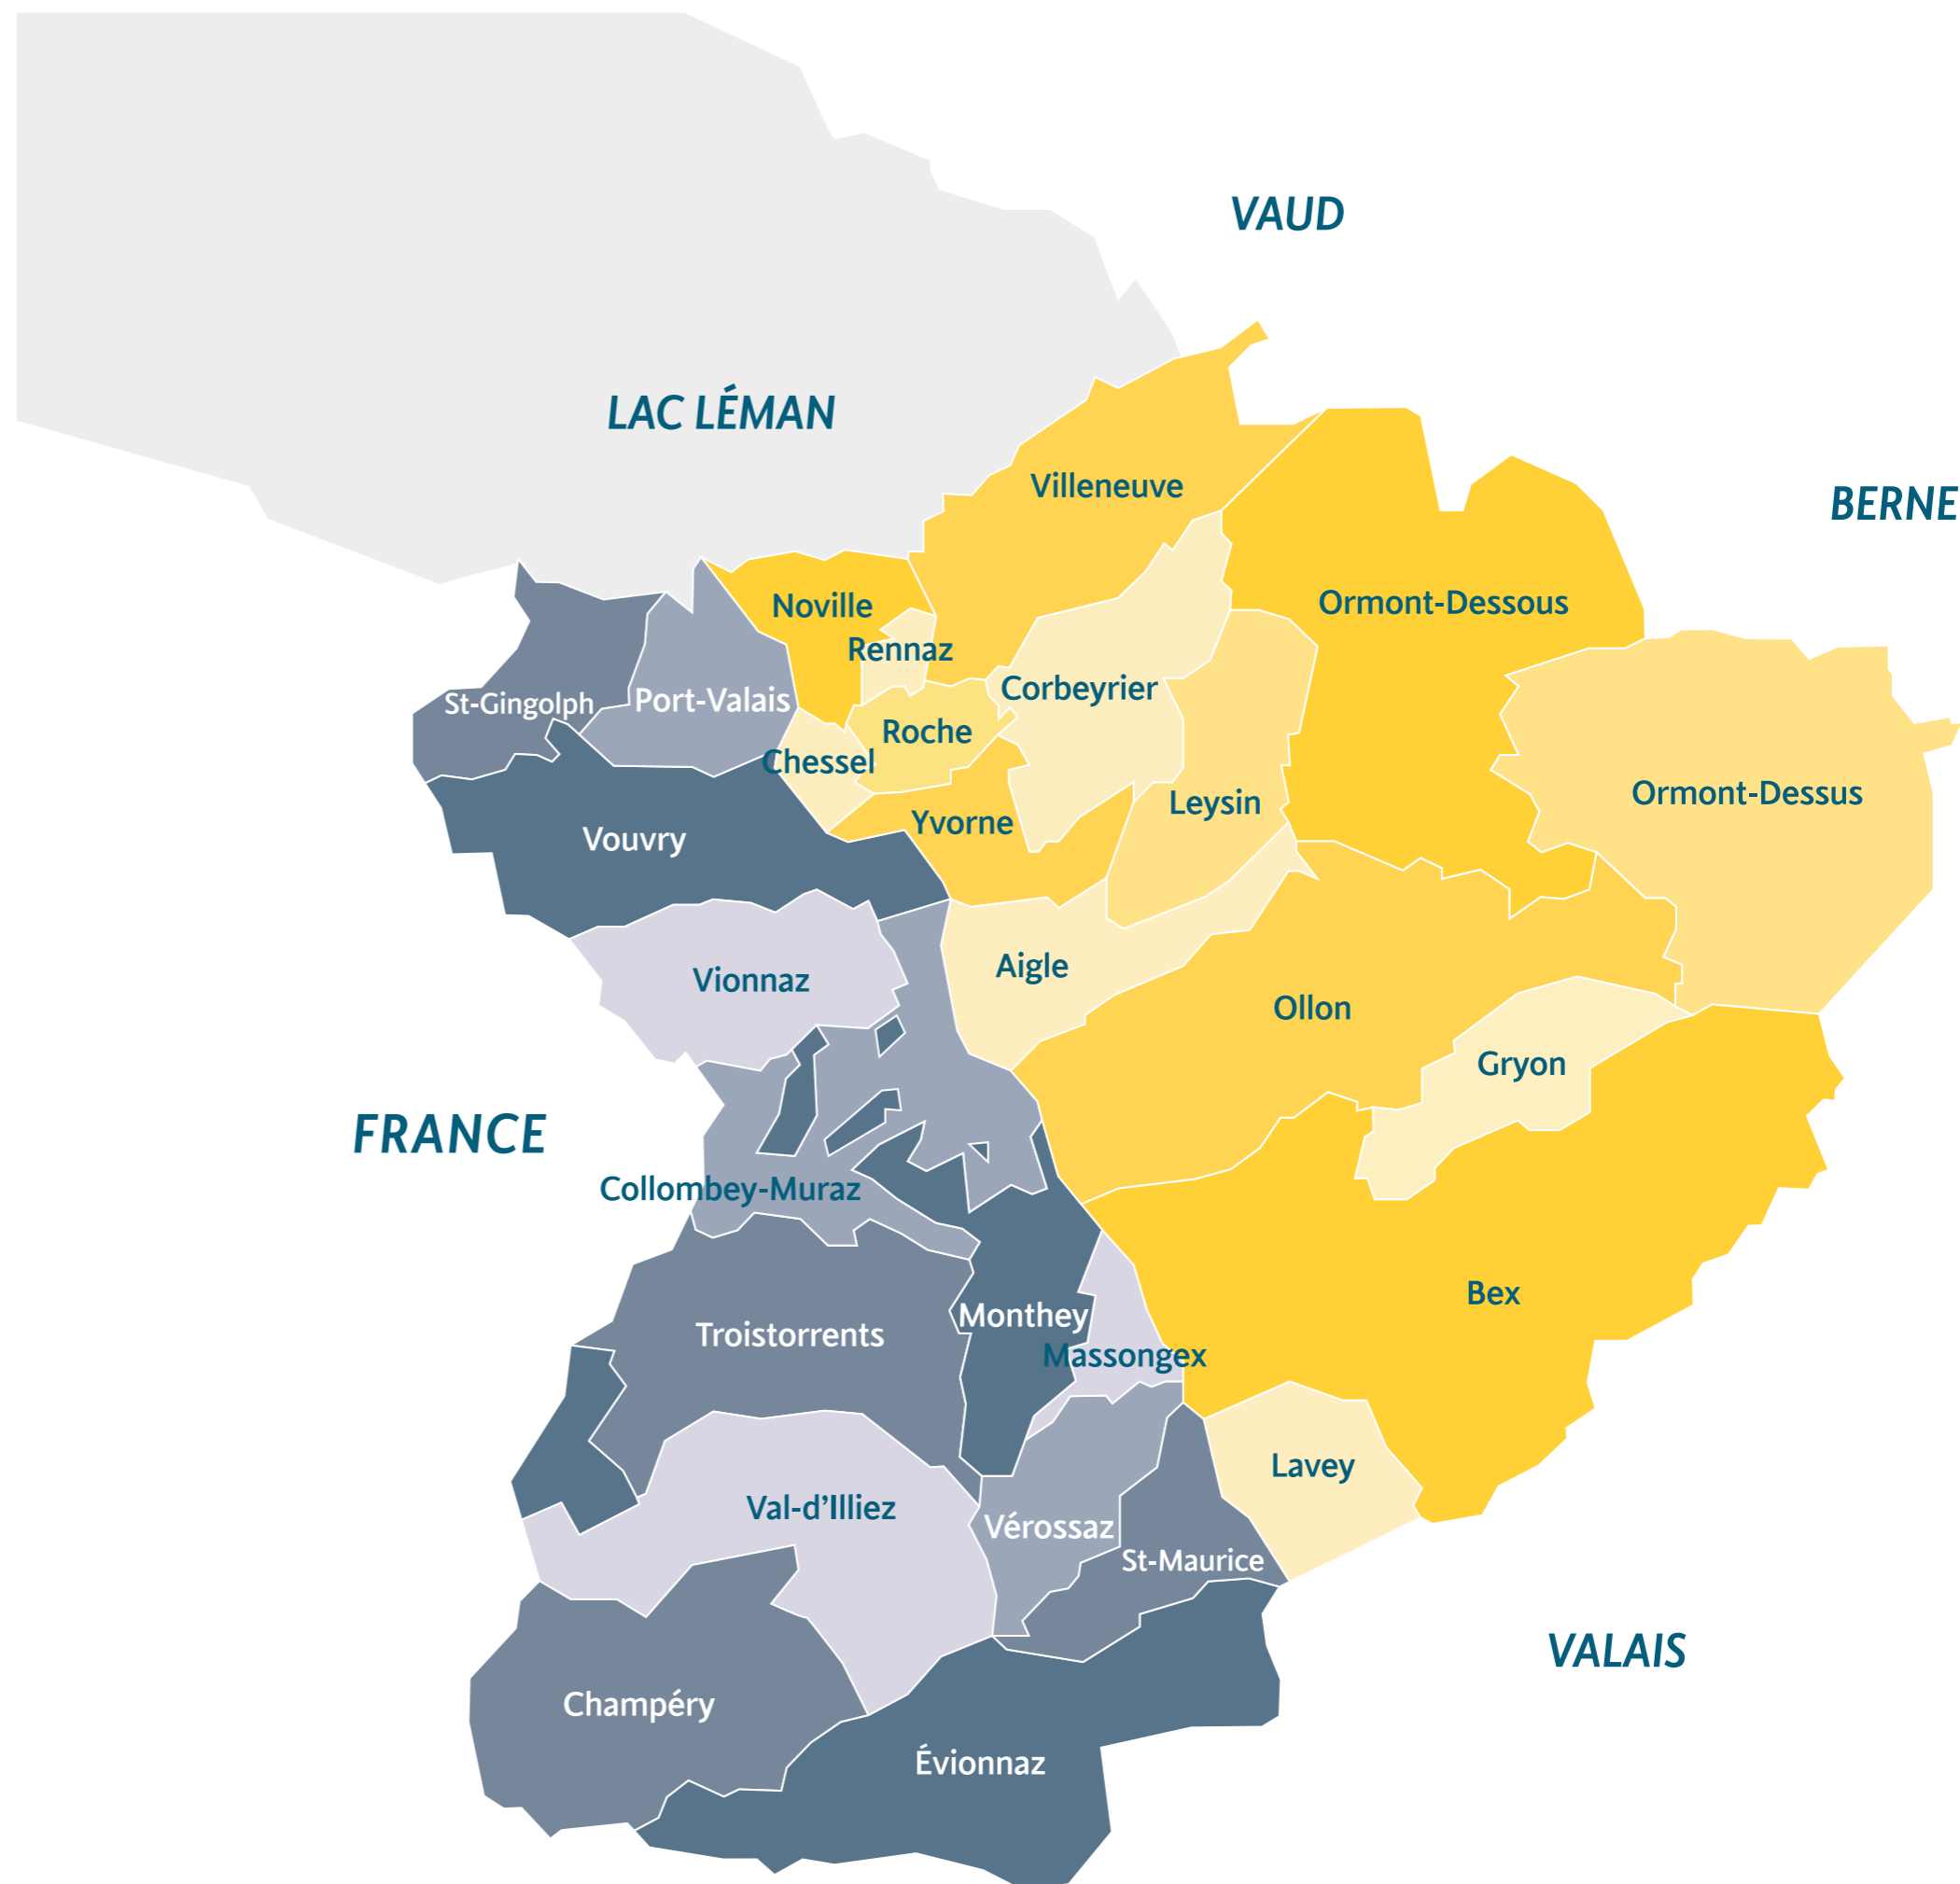 VAUD
LAC LÉMAN
Villeneuve
BERNE
Ormont-Dessous
Noville
Rennaz
Corbeyrier
Port-Valais
St-Gingolph
Roche
Chessel
Ormont-Dessus
Leysin
Yvorne
Vouvry
Aigle
Vionnaz
Ollon
Gryon
FRANCE
Collombey-Muraz
Bex
Monthey
Troistorrents
Massongex
Lavey
Val-d’Illiez
Vérossaz
St-Maurice
VALAIS
Champéry
Évionnaz